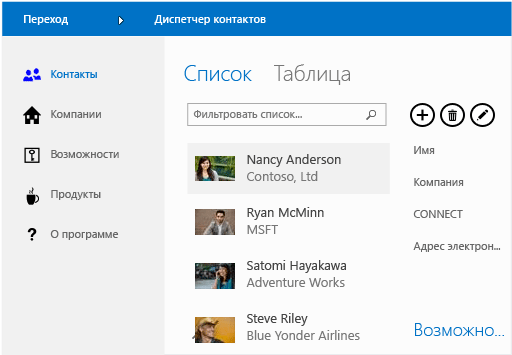 Переход Диспетчер контактов
Контакты
Компании
Возможности
Продукты
? О программе
Список Таблица
Фильтровать список...
Nancy Anderson
Contoso, Ltd
Ryan McMinn
MSFT
Satomi Hayakawa
Adventure Works
Steve Riley
Blue Yonder Airlines
Имя
Компания
CONNECT
Адрес электрон...
Возможно...